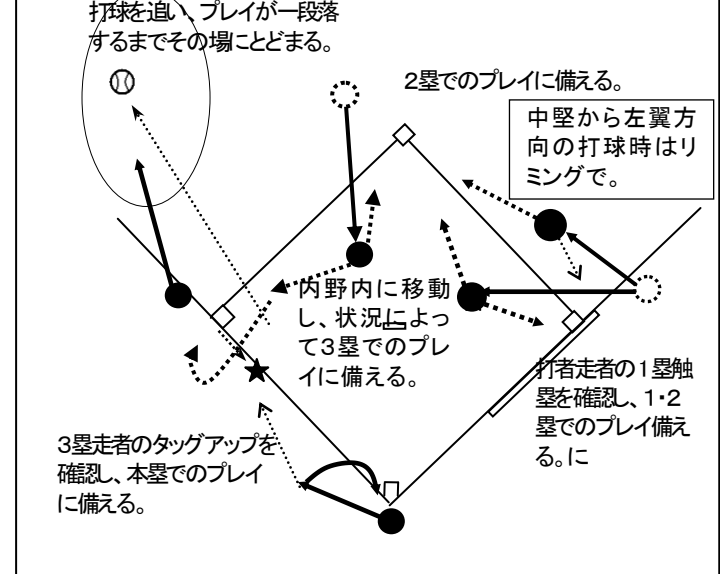 打球を追い、プレイが一段落
するまでその場にとどまる。
2塁でのプレイに備える。
中堅から左翼方
向の打球時はリ
ミングで。
内野内に移動
し、状況によっ
て3塁でのプレ
イに備える。
打者走者の1塁触
塁を確認し、1・2
塁でのプレイ備え
る。に
3塁走者のタッグアップを
確認し、本塁でのプレイ
に備える。